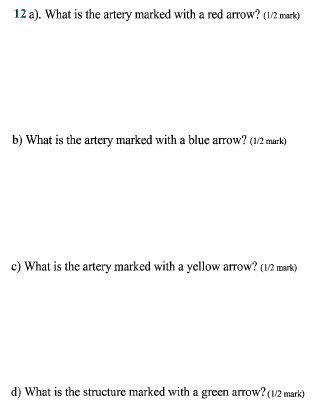 12 a). What is the artery marked with a red arrow? (1/2 mark)
b) What is the artery marked with a blue arrow? (1/2 mark)
c) What is the artery marked with a yellow arrow? (1/2 mark)
d) What is the structure marked with a green arrow? (1/2 mark)